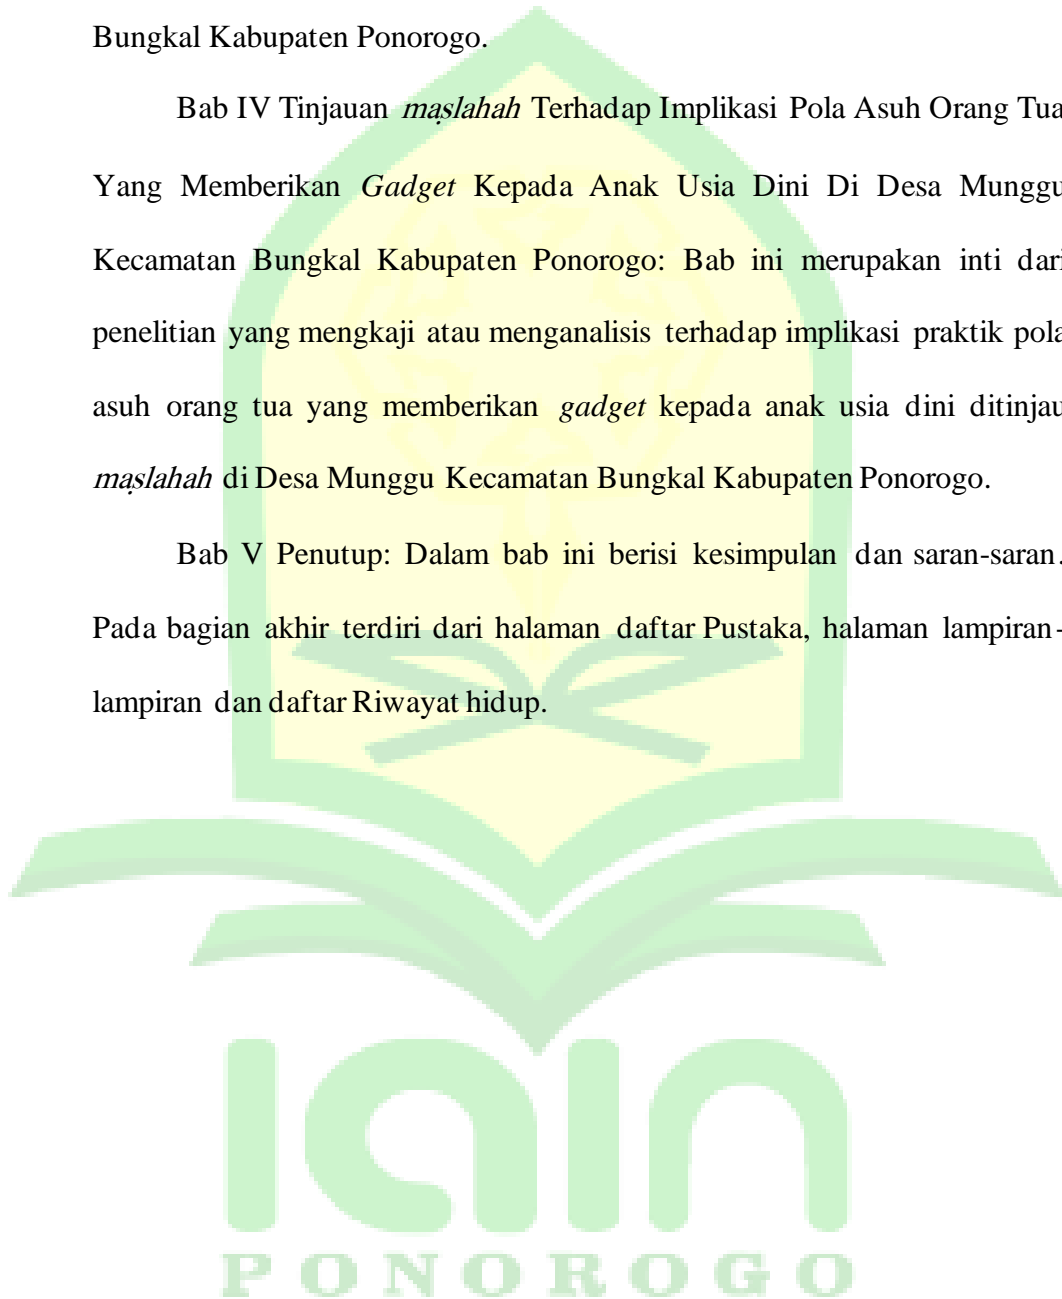 Bungkal Kabupaten Ponorogo.
Bab IV Tinjauan maṣlahah Terhadap Implikasi Pola Asuh Orang Tua
Yang Memberikan Gadget Kepada Anak Usia Dini Di Desa Munggu
Kecamatan Bungkal Kabupaten Ponorogo: Bab ini merupakan inti dari
penelitian yang mengkaji atau menganalisis terhadap implikasi praktik pola
asuh orang tua yang memberikan gadget kepada anak usia dini ditinjau
maṣlahah di Desa Munggu Kecamatan Bungkal Kabupaten Ponorogo.
Bab V Penutup: Dalam bab ini berisi kesimpulan dan saran-saran.
Pada bagian akhir terdiri dari halaman daftar Pustaka, halaman lampiran-
lampiran dan daftar Riwayat hidup.
IAIN
PONOROGO